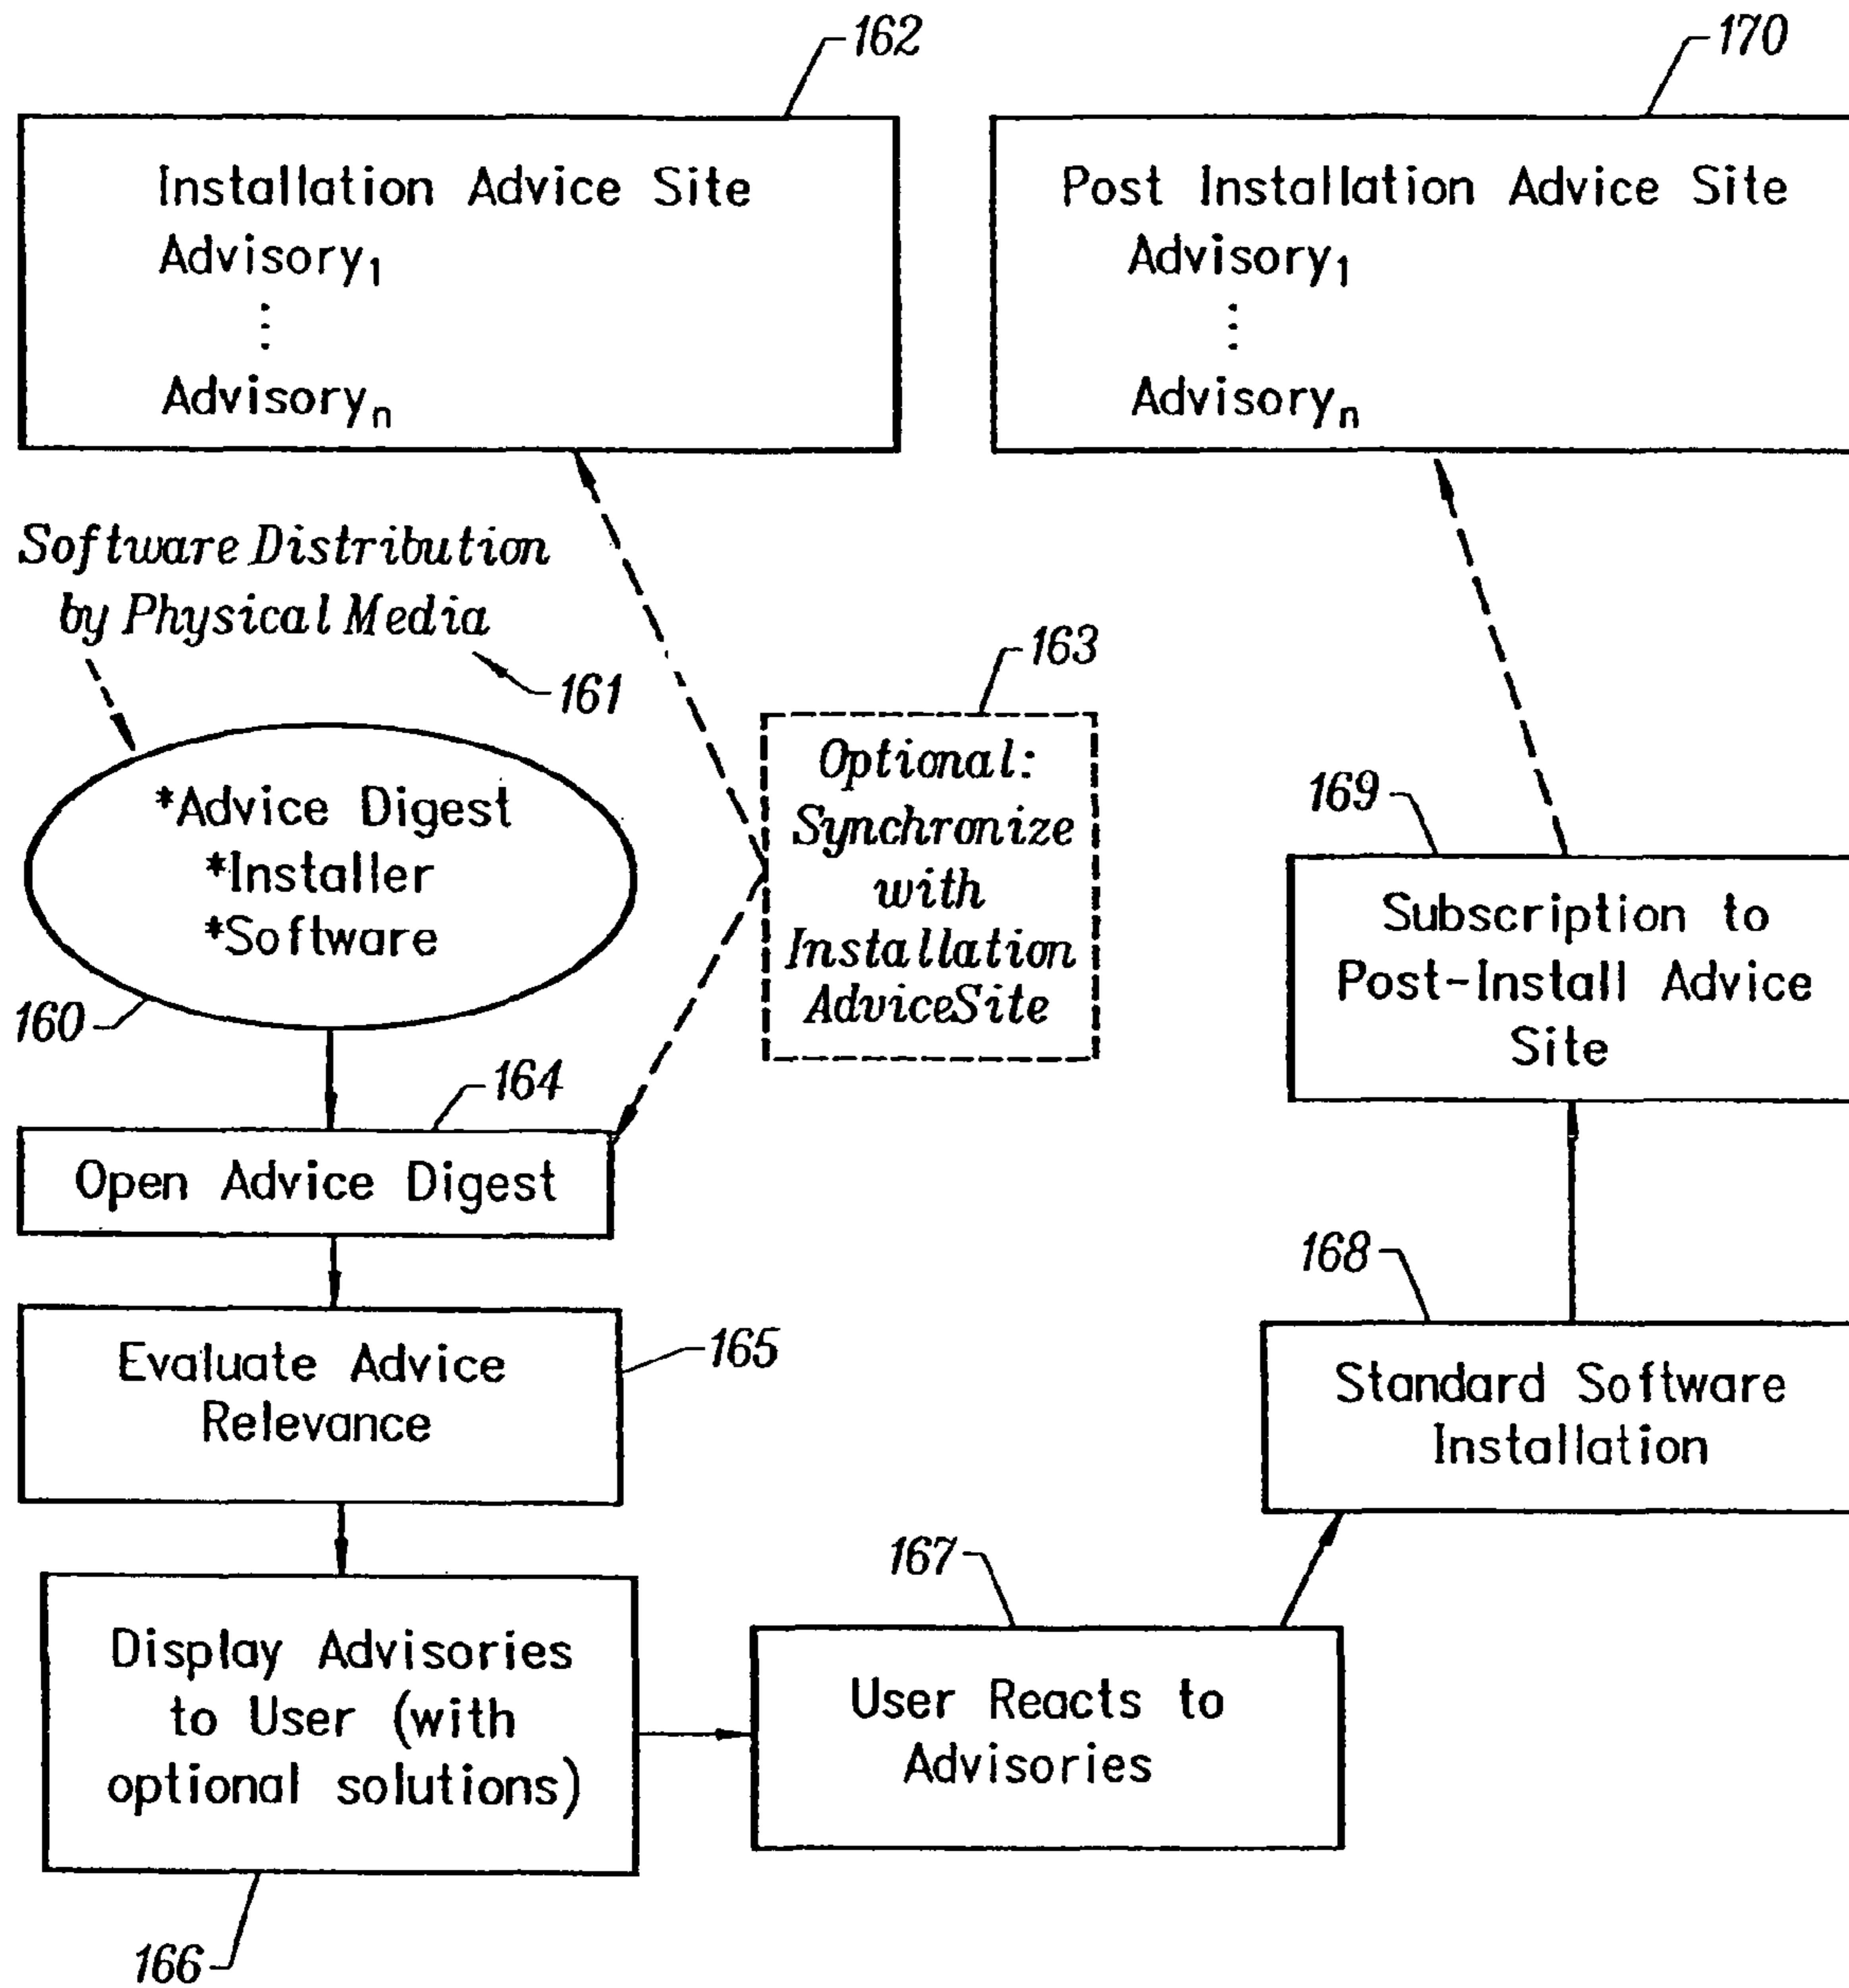 162
170
Installation Advice Site
Advisory₁
⋮
Advisoryₙ
Post Installation Advice Site
Advisory₁
⋮
Advisoryₙ
Software Distribution
by Physical Media
161
163
Optional:
Synchronize
with
Installation
AdviceSite
*Advice Digest
*Installer
*Software
160
169
Subscription to
Post-Install Advice
Site
164
Open Advice Digest
168
Standard Software
Installation
165
Evaluate Advice
Relevance
167
User Reacts to
Advisories
Display Advisories
to User (with
optional solutions)
166